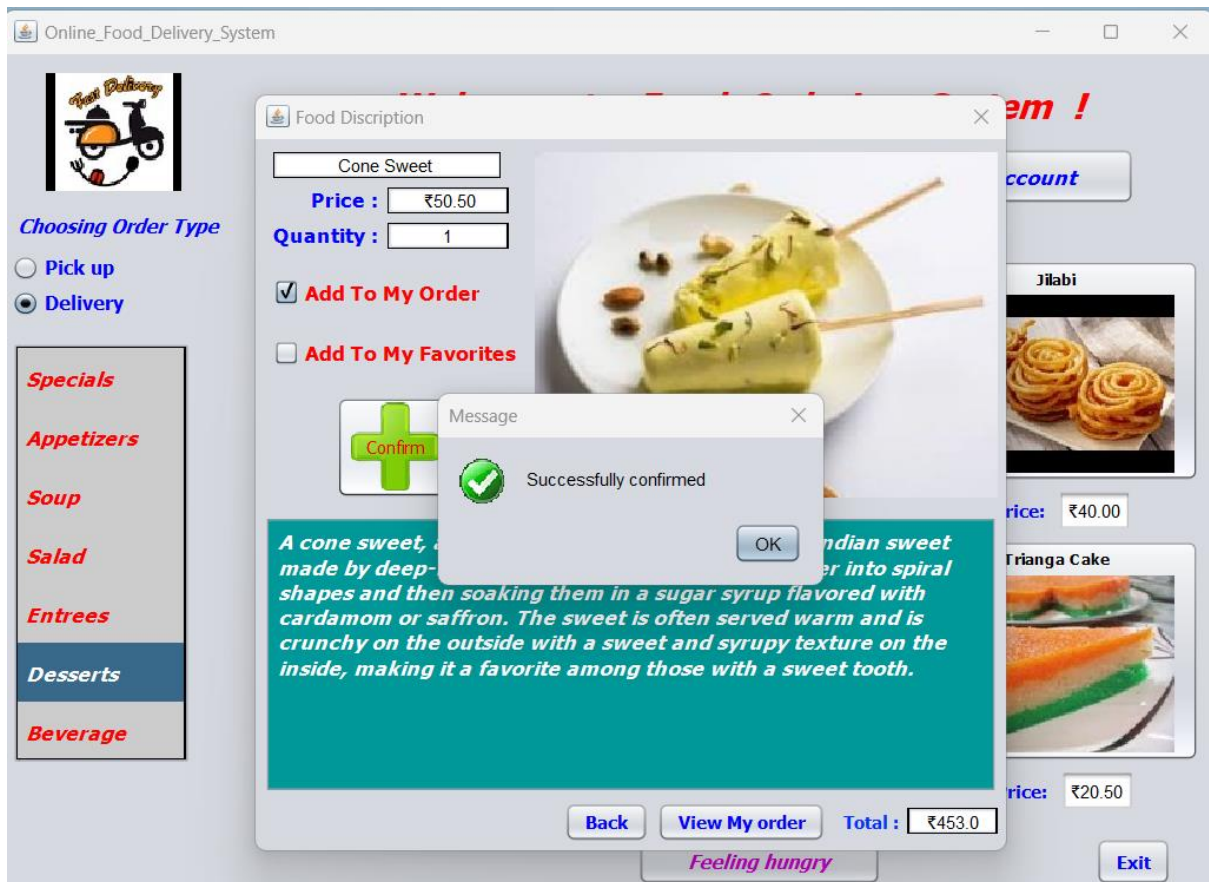 Online_Food_Delivery_System
Fast Delivery
em !
Food Discription
Cone Sweet
Price : ₹50.50
Quantity : 1
Add To My Order
Add To My Favorites
Confirm
Message
Successfully confirmed
OK
A cone sweet, ndian sweet
made by deep- er into spiral
shapes and then soaking them in a sugar syrup flavored with
cardamom or saffron. The sweet is often served warm and is
crunchy on the outside with a sweet and syrupy texture on the
inside, making it a favorite among those with a sweet tooth.
Back
View My order
Total : ₹453.0
Choosing Order Type
Pick up
Delivery
Specials
Appetizers
Soup
Salad
Entrees
Desserts
Beverage
ccount
Jilabi
rice: ₹40.00
Trianga Cake
rice: ₹20.50
Feeling hungry
Exit